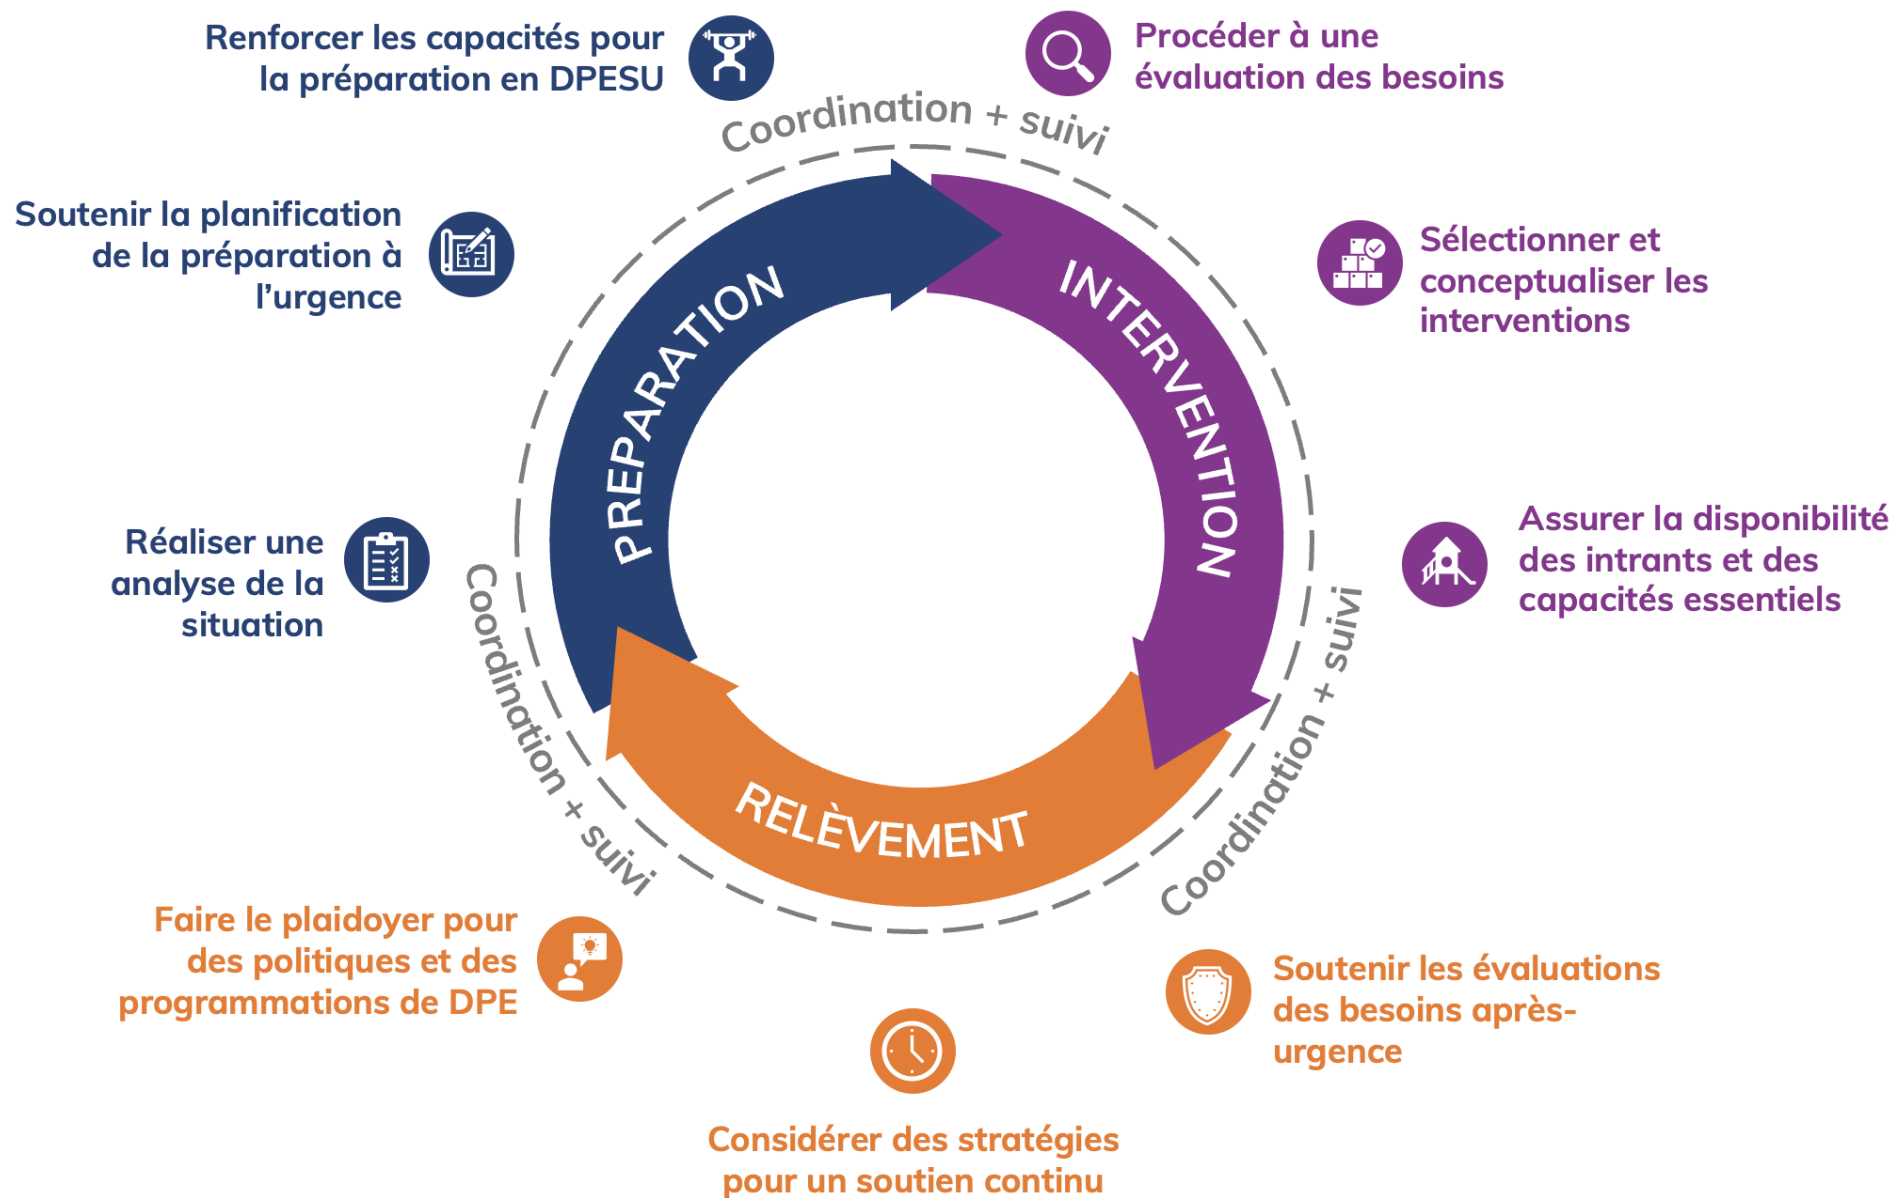 Renforcer les capacités pour
la préparation en DPESU
Procéder à une
évaluation des besoins
Coordination + suivi
Soutenir la planification
de la préparation à
l’urgence
Sélectionner et
conceptualiser les
interventions
PREPARATION
INTERVENTION
Réaliser une
analyse de la
situation
Assurer la disponibilité
des intrants et des
capacités essentiels
Coordination + suivi
Coordination + suivi
RELÈVEMENT
Faire le plaidoyer pour
des politiques et des
programmations de DPE
Soutenir les évaluations
des besoins après-
urgence
Considérer des stratégies
pour un soutien continu